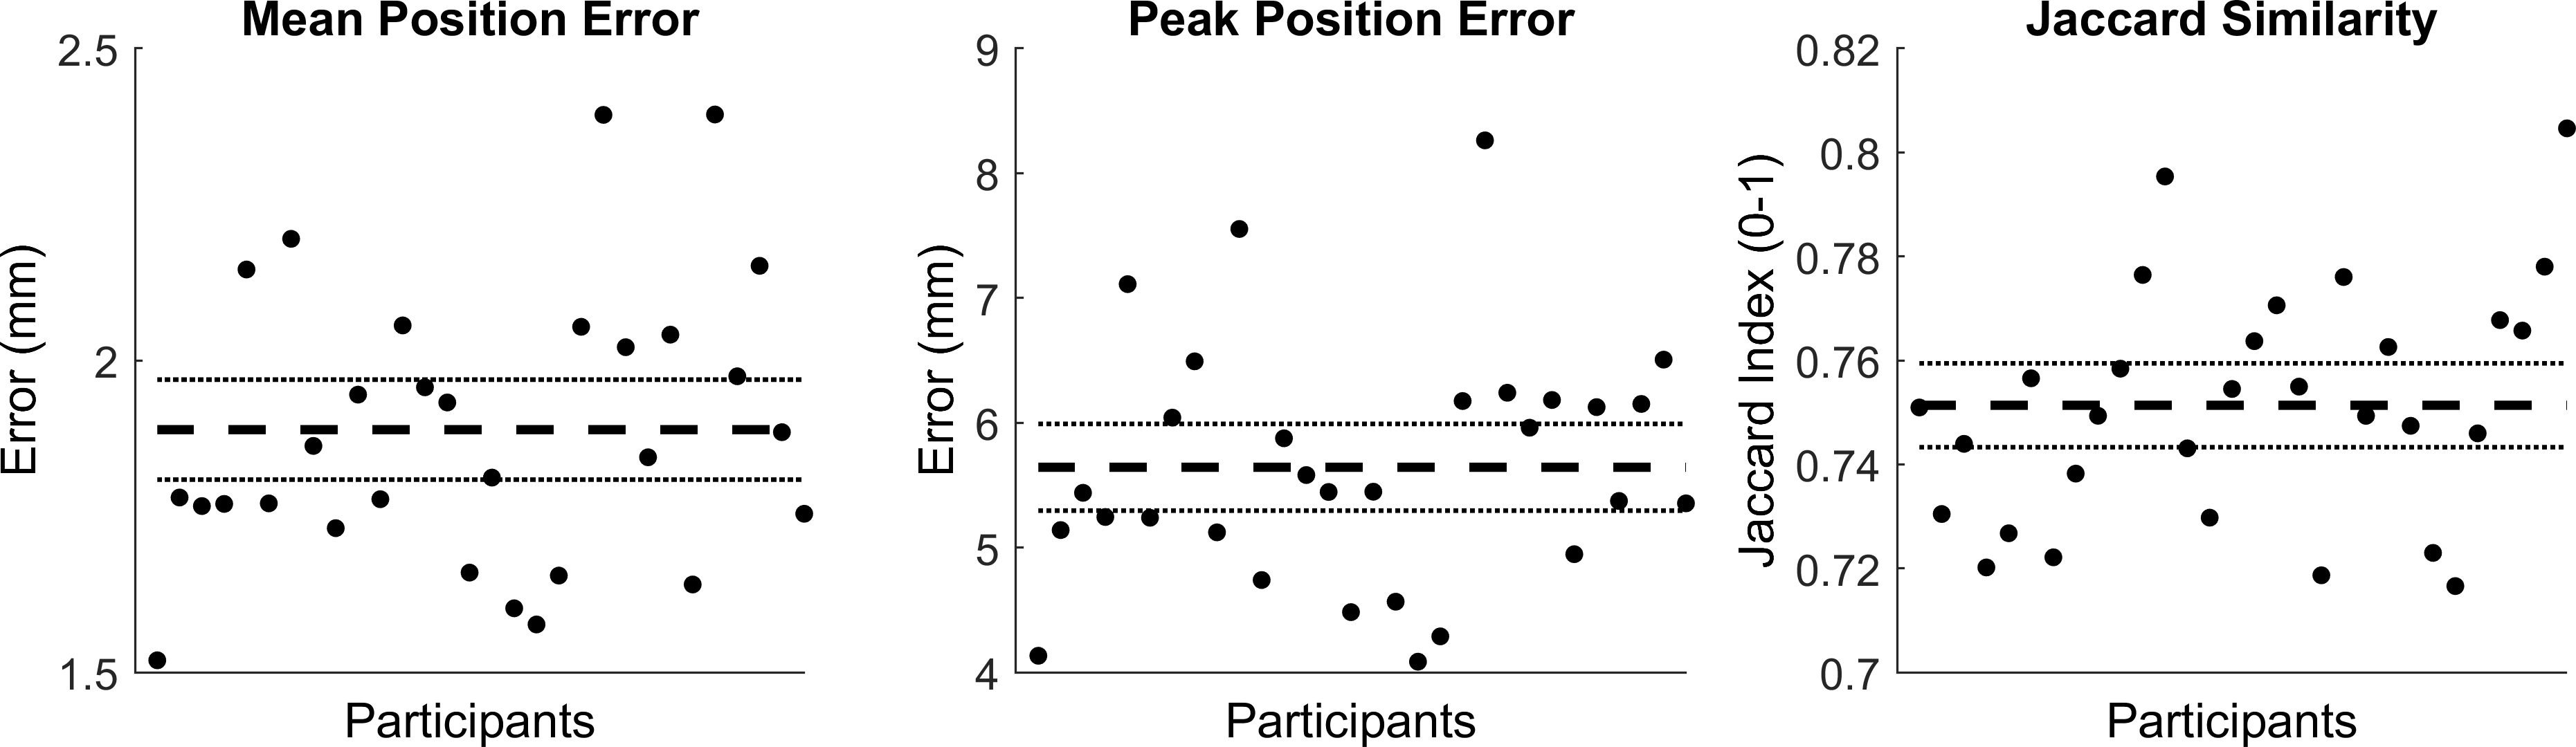 Mean Position Error
2.5
2
1.5
Error (mm)
Participants
Peak Position Error
9
8
7
6
5
4
Error (mm)
Participants
Jaccard Similarity
0.82
0.8
0.78
0.76
0.74
0.72
0.7
Jaccard Index (0-1)
Participants